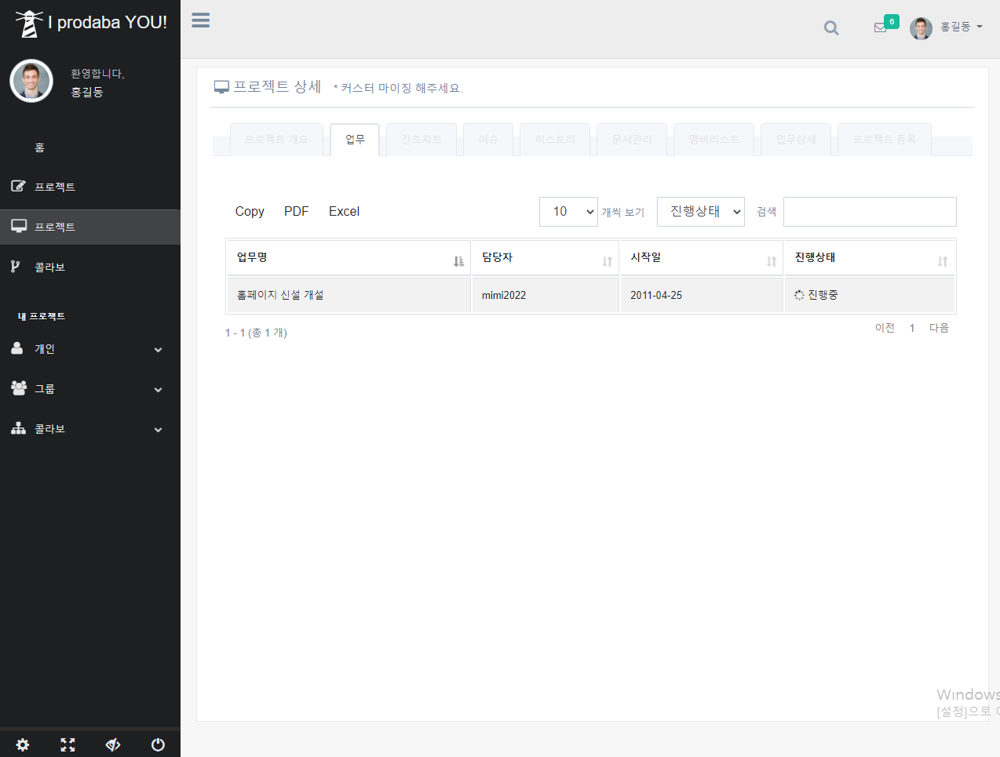 I prodaba YOU!
6
홍길동
환영합니다,
홍길동
홈
프로젝트
프로젝트
콜라보
내 프로젝트
개인
그룹
콜라보
프로젝트 상세 * 커스터 마이징 해주세요.
프로젝트 개요 업무 간트차트 이슈 히스토리 문서관리 멤버리스트 업무상세 프로젝트 등록
Copy PDF Excel 10 개씩 보기 진행상태 검색
업무명 담당자 시작일 진행상태
홈페이지 신설 개설 mimi2022 2011-04-25 진행중
1 - 1 (총 1 개) 이전 1 다음
Windows
[설정]으로